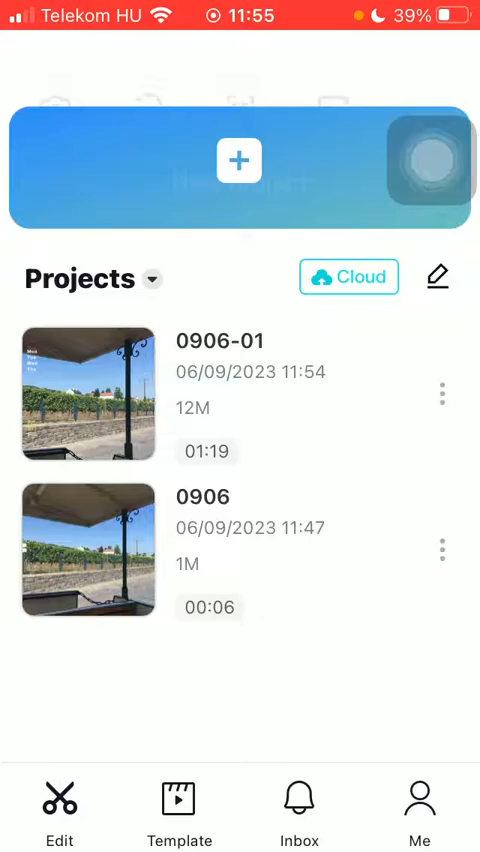 Telekom HU 11:55 39%
Projects Cloud
0906-01
06/09/2023 11:54
12M
01:19
0906
06/09/2023 11:47
1M
00:06
Edit Template Inbox Me